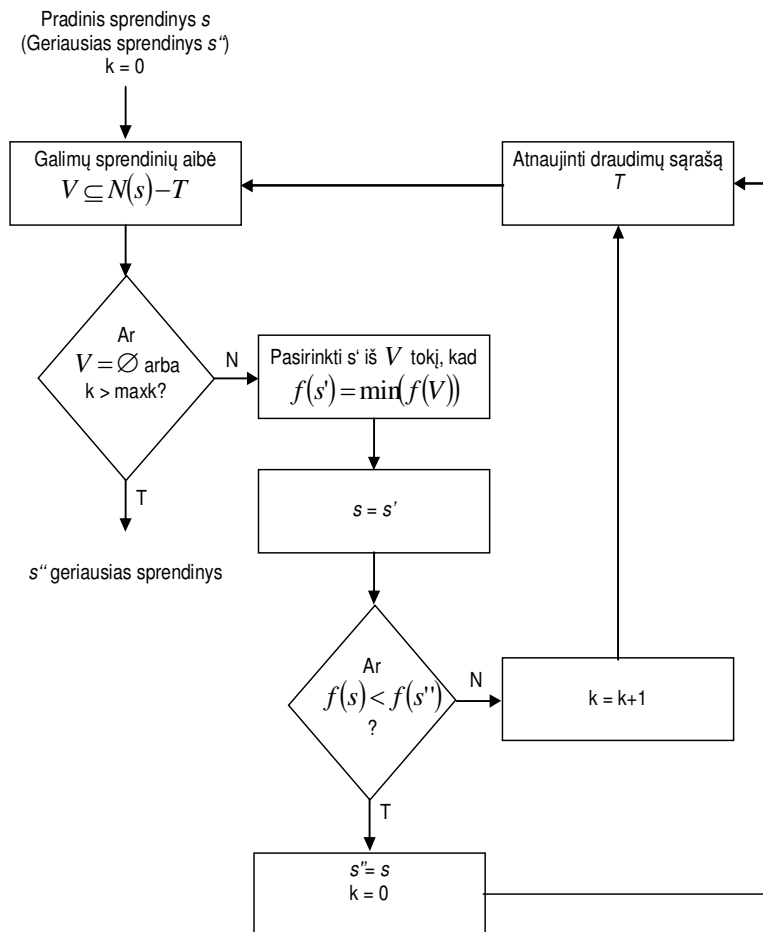 Pradinis sprendinys s
(Geriausias sprendinys s“)
k = 0
Galimų sprendinių aibė
V ⊆ N(s) − T
Atnaujinti draudimų sąrašą
T
Ar
V = ∅ arba
k > maxk?
N
Pasirinkti s‘ iš V tokį, kad
f(s') = min(f(V))
T
s“ geriausias sprendinys
s = s’
Ar
f(s) < f(s'')
?
N
k = k+1
T
s”= s
k = 0